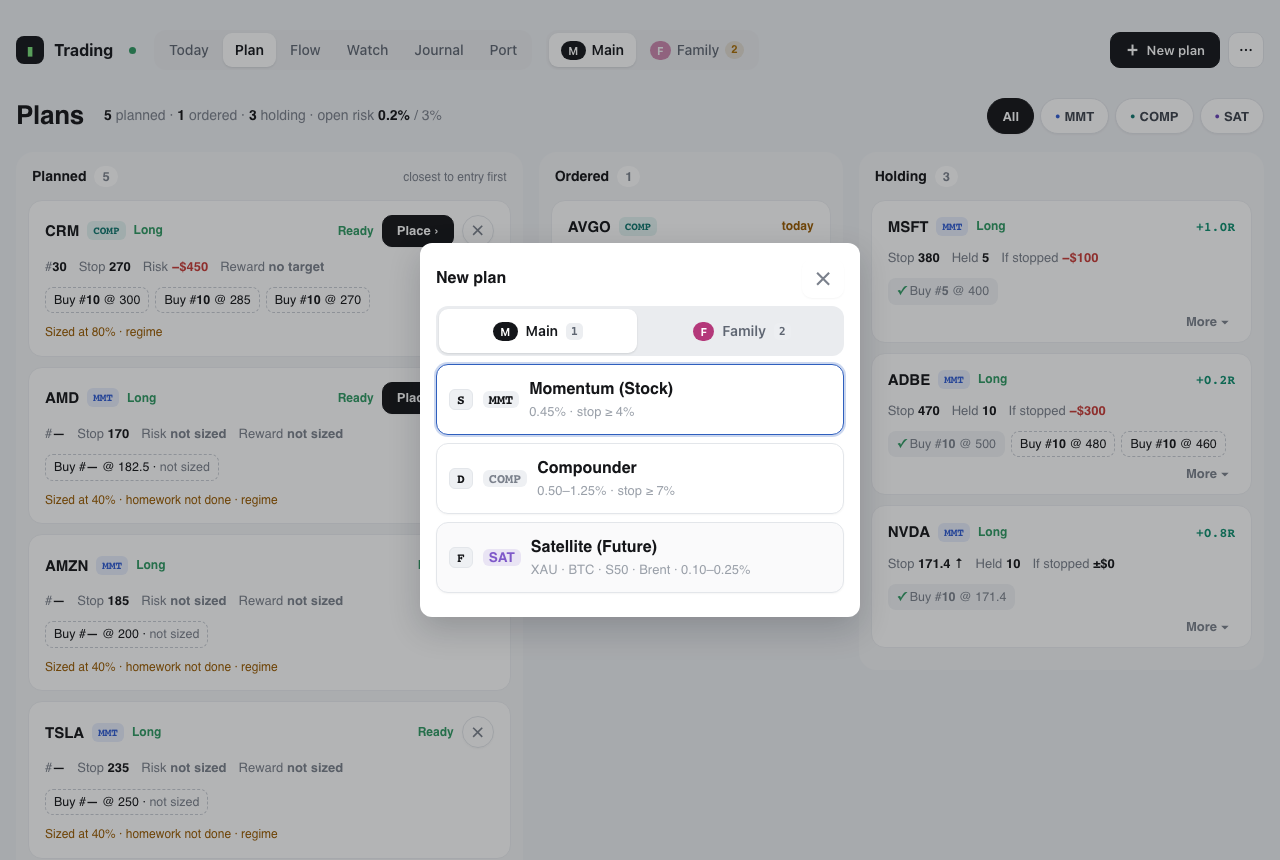 Trading
Today Plan Flow Watch Journal Port
M Main F Family 2
+ New plan ...
Plans 5 planned · 1 ordered · 3 holding · open risk 0.2% / 3%
All • MMT • COMP • SAT
Planned 5 closest to entry first
CRM COMP Long Ready Place ›
#30 Stop 270 Risk −$450 Reward no target
Buy #10 @ 300 Buy #10 @ 285 Buy #10 @ 270
Sized at 80% · regime
AMD MMT Long Ready
#— Stop 170 Risk not sized Reward not sized
Buy #— @ 182.5 · not sized
Sized at 40% · homework not done · regime
AMZN MMT Long
#— Stop 185 Risk not sized Reward not sized
Buy #— @ 200 · not sized
Sized at 40% · homework not done · regime
TSLA MMT Long Ready
#— Stop 235 Risk not sized Reward not sized
Buy #— @ 250 · not sized
Sized at 40% · homework not done · regime
Ordered 1
AVGO COMP today
New plan
M Main 1 F Family 2
S MMT Momentum (Stock)
0.45% · stop ≥ 4%
D COMP Compounder
0.50–1.25% · stop ≥ 7%
F SAT Satellite (Future)
XAU · BTC · S50 · Brent · 0.10–0.25%
Holding 3
MSFT MMT Long +1.0R
Stop 380 Held 5 If stopped −$100
✓Buy #5 @ 400
More
ADBE MMT Long +0.2R
Stop 470 Held 10 If stopped −$300
✓Buy #10 @ 500 Buy #10 @ 480 Buy #10 @ 460
More
NVDA MMT Long +0.8R
Stop 171.4 ↑ Held 10 If stopped ±$0
✓Buy #10 @ 171.4
More